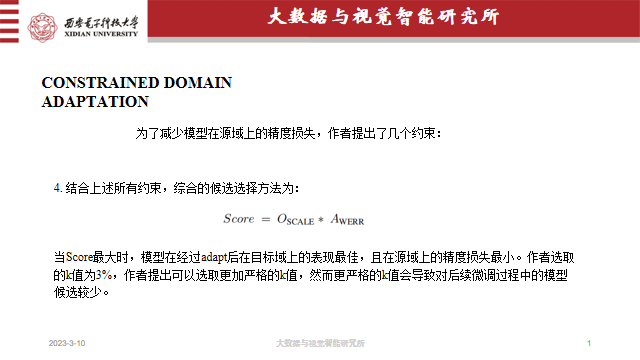 西安电子科技大学
XIDIAN UNIVERSITY
大数据与视觉智能研究所
CONSTRAINED DOMAIN
ADAPTATION
为了减少模型在源域上的精度损失，作者提出了几个约束：
4. 结合上述所有约束，综合的候选选择方法为：
Score = O_SCALE * A_WERR
当Score最大时，模型在经过adapt后在目标域上的表现最佳，且在源域上的精度损失最小。作者选取
的k值为3%，作者提出可以选取更加严格的k值，然而更严格的k值会导致对后续微调过程中的模型
候选较少。
2023-3-10
大数据与视觉智能研究所
1